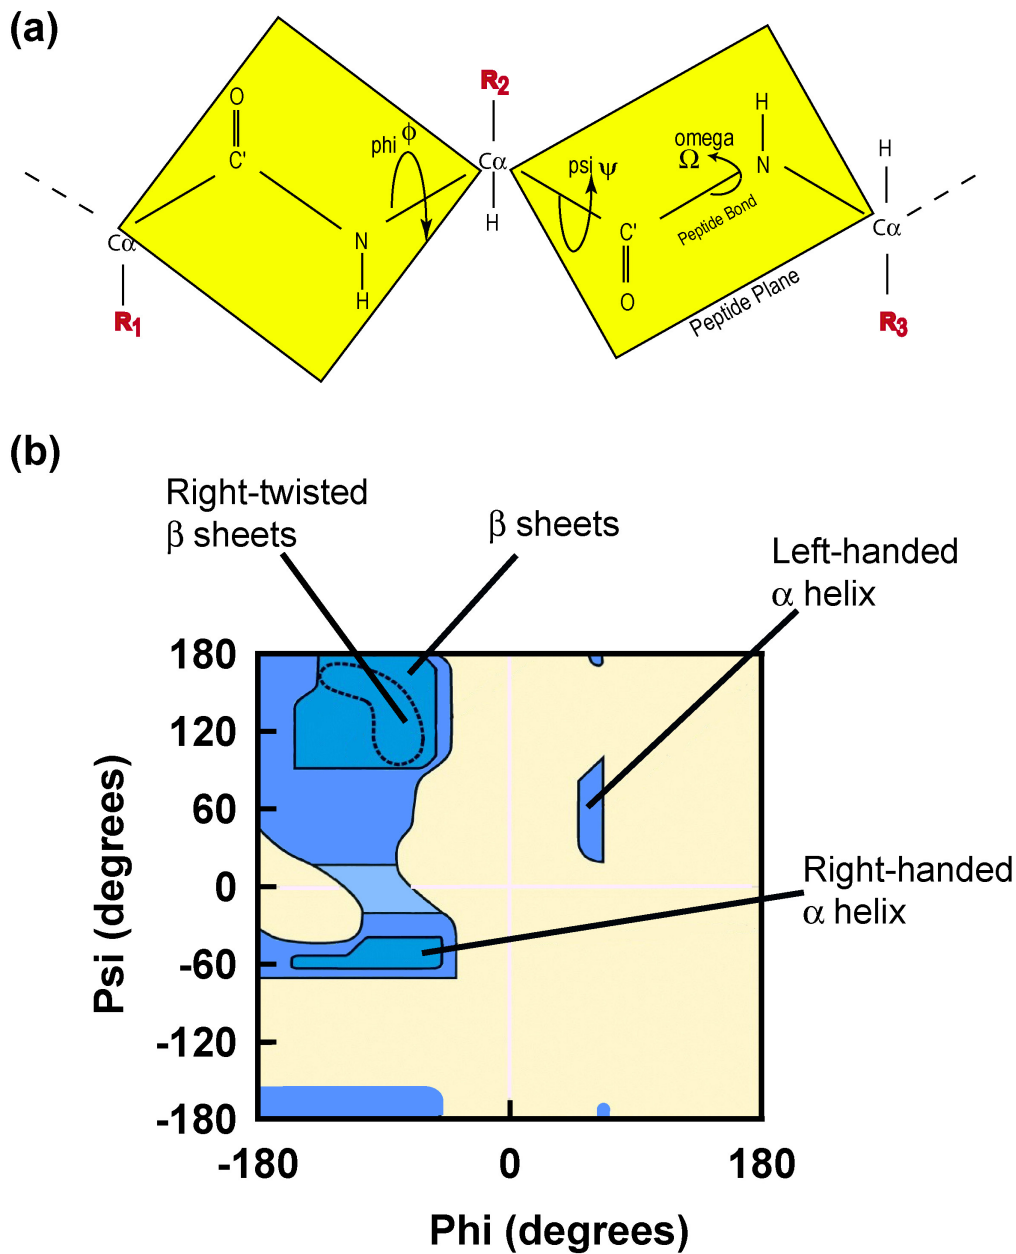 (a)
R2
O
C'
phi ϕ
Cα
H
N
H
Cα
R1
H
omega
Ω
psi ψ
N
H
C'
Peptide Bond
O
Cα
Peptide Plane
R3
(b)
Right-twisted
β sheets
β sheets
Left-handed
α helix
Right-handed
α helix
180
120
60
0
-60
-120
-180
Psi (degrees)
-180
0
180
Phi (degrees)